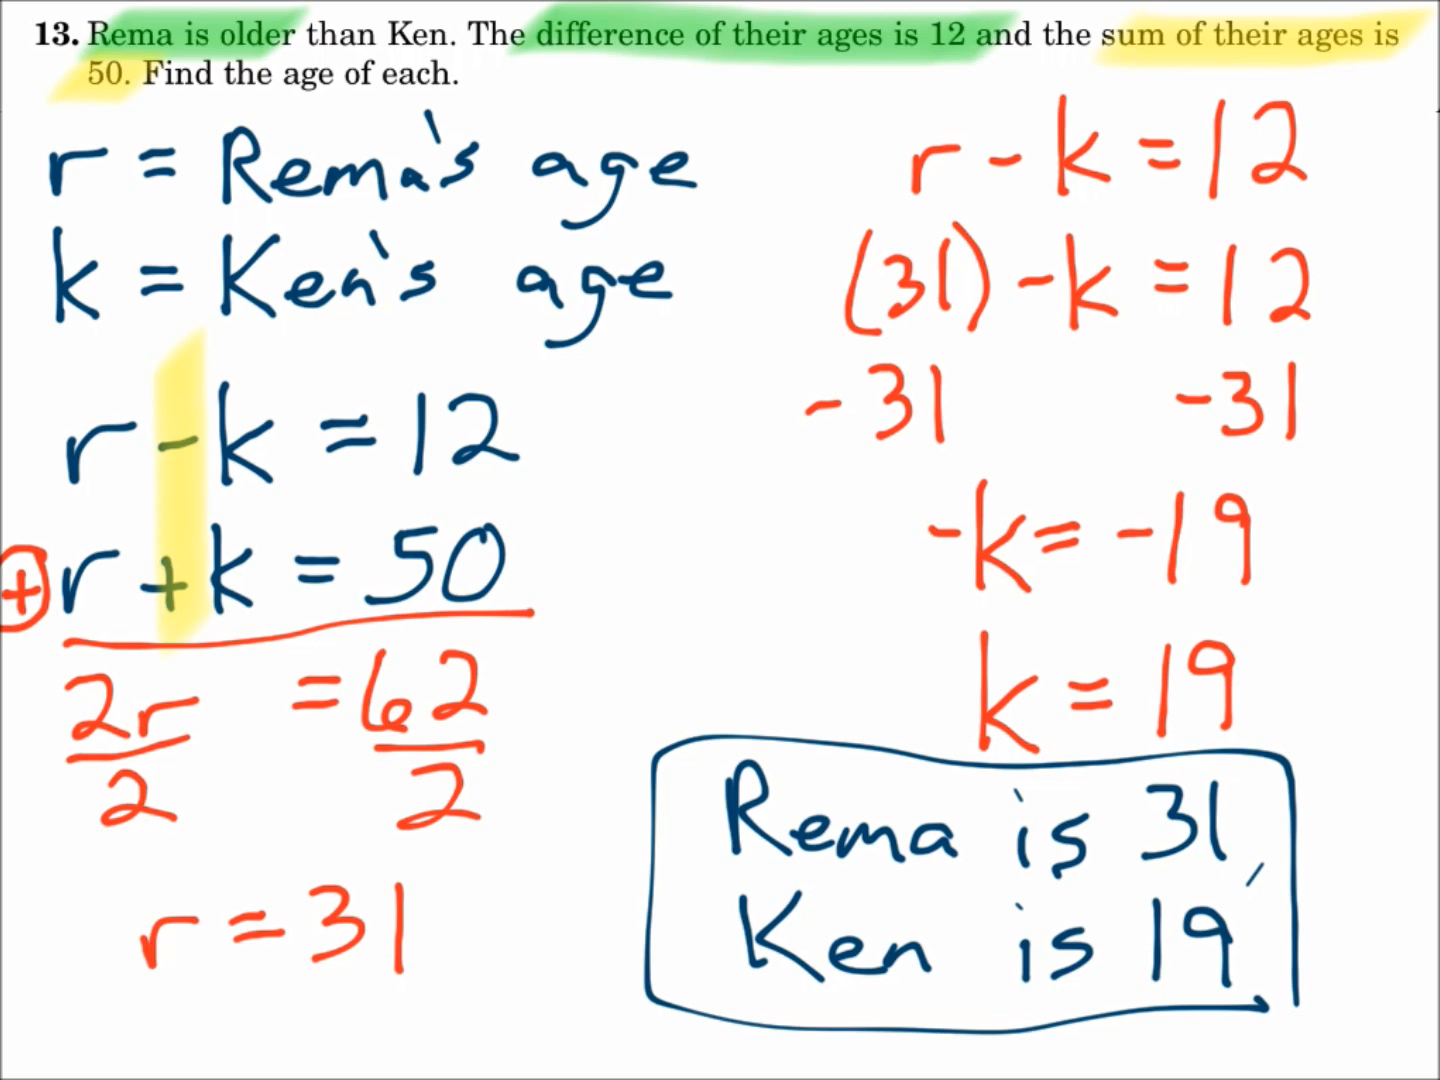 13. Rema is older than Ken. The difference of their ages is 12 and the sum of their ages is
50. Find the age of each.
r = Rema's age
k = Ken's age
r - k = 12
+ r + k = 50
2r = 62
2 2
r = 31
r - k = 12
(31) - k = 12
- 31 - 31
- k = - 19
k = 19
Rema is 31,
Ken is 19